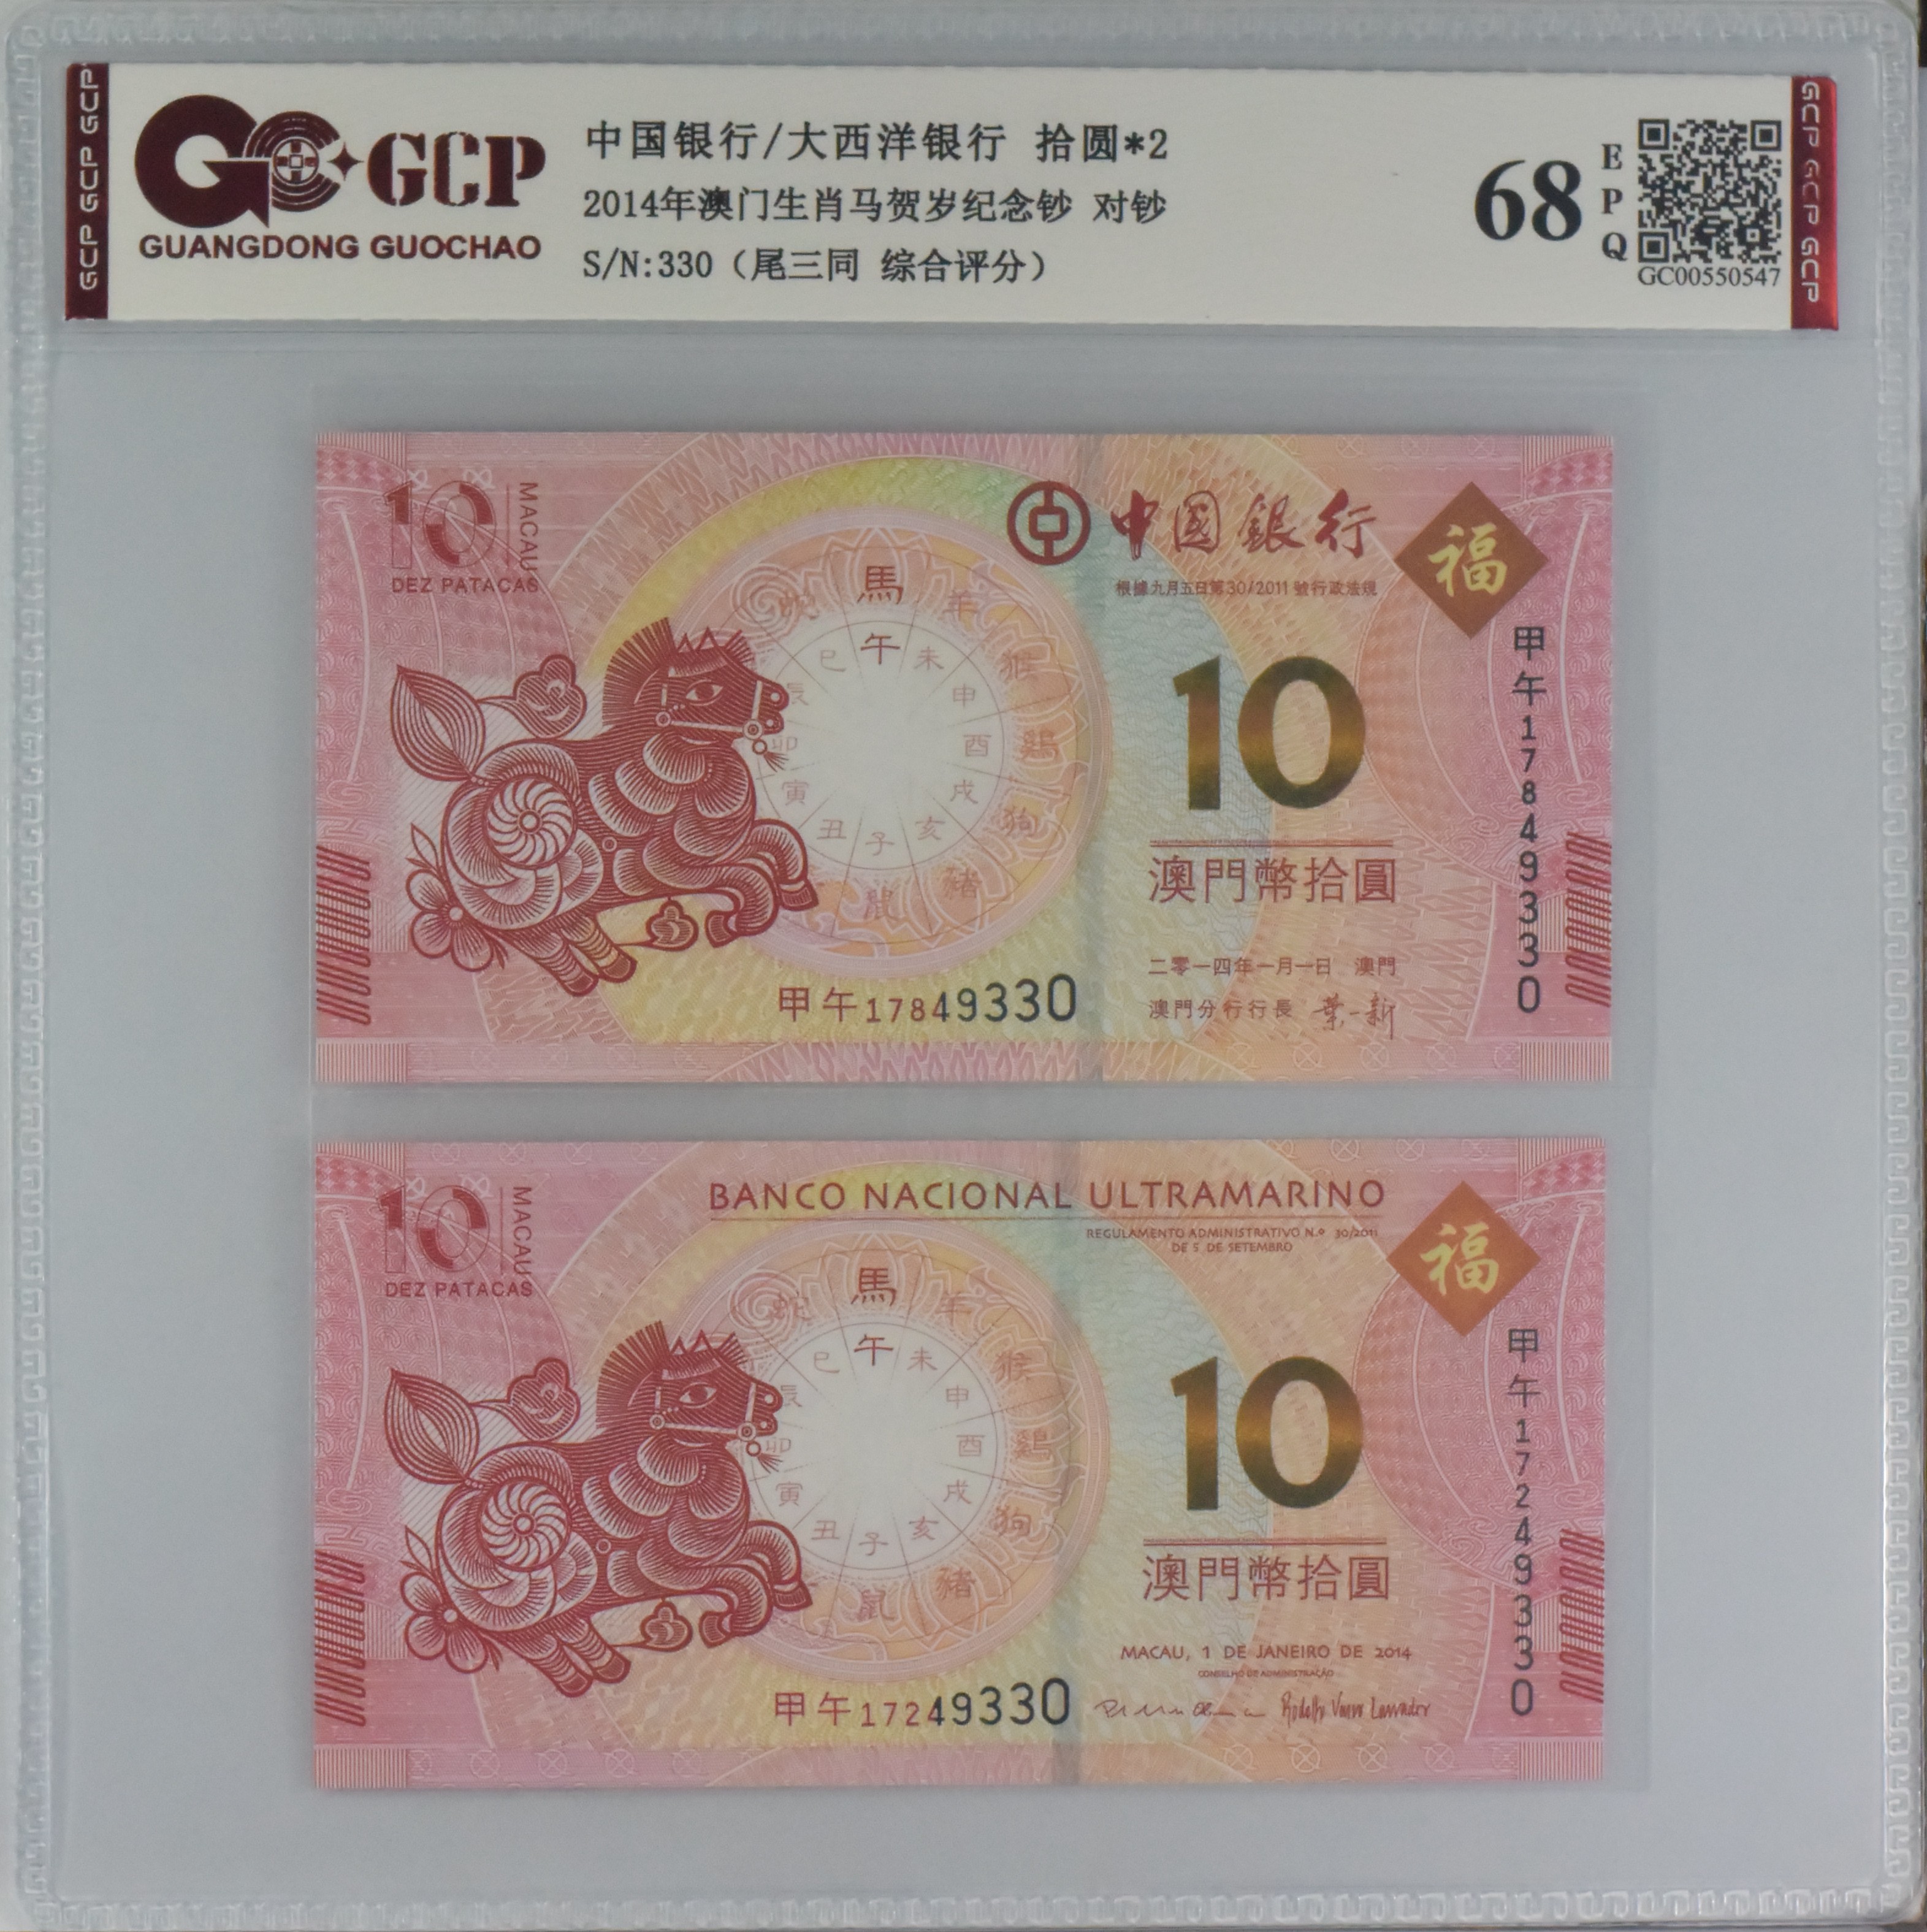 GCP GCP GCP
GCP
GUANGDONG GUOCHAO
中国银行/大西洋银行 拾圆*2
2014年澳门生肖马贺岁纪念钞 对钞
S/N:330（尾三同 综合评分）
68
EPQ
GC00550547
GCP GCP GCP
10
MACAU
DEZ PATACAS
中國銀行
根據九月五日第30/2011號行政法規
福
馬
羊
猴
鷄
狗
豬
鼠
蛇
午
未
申
酉
戌
亥
子
丑
寅
卯
辰
巳
10
澳門幣拾圓
二零一四年一月一日 澳門
澳門分行行長 葉一新
甲午17849330
甲午17849330
10
MACAU
DEZ PATACAS
BANCO NACIONAL ULTRAMARINO
REGULAMENTO ADMINISTRATIVO N.º 30/2011
DE 5 DE SETEMBRO
福
馬
羊
猴
鷄
狗
豬
鼠
蛇
午
未
申
酉
戌
亥
子
丑
寅
卯
辰
巳
10
澳門幣拾圓
MACAU, 1 DE JANEIRO DE 2014
CONSELHO DE ADMINISTRAÇÃO
甲午17249330
甲午17249330